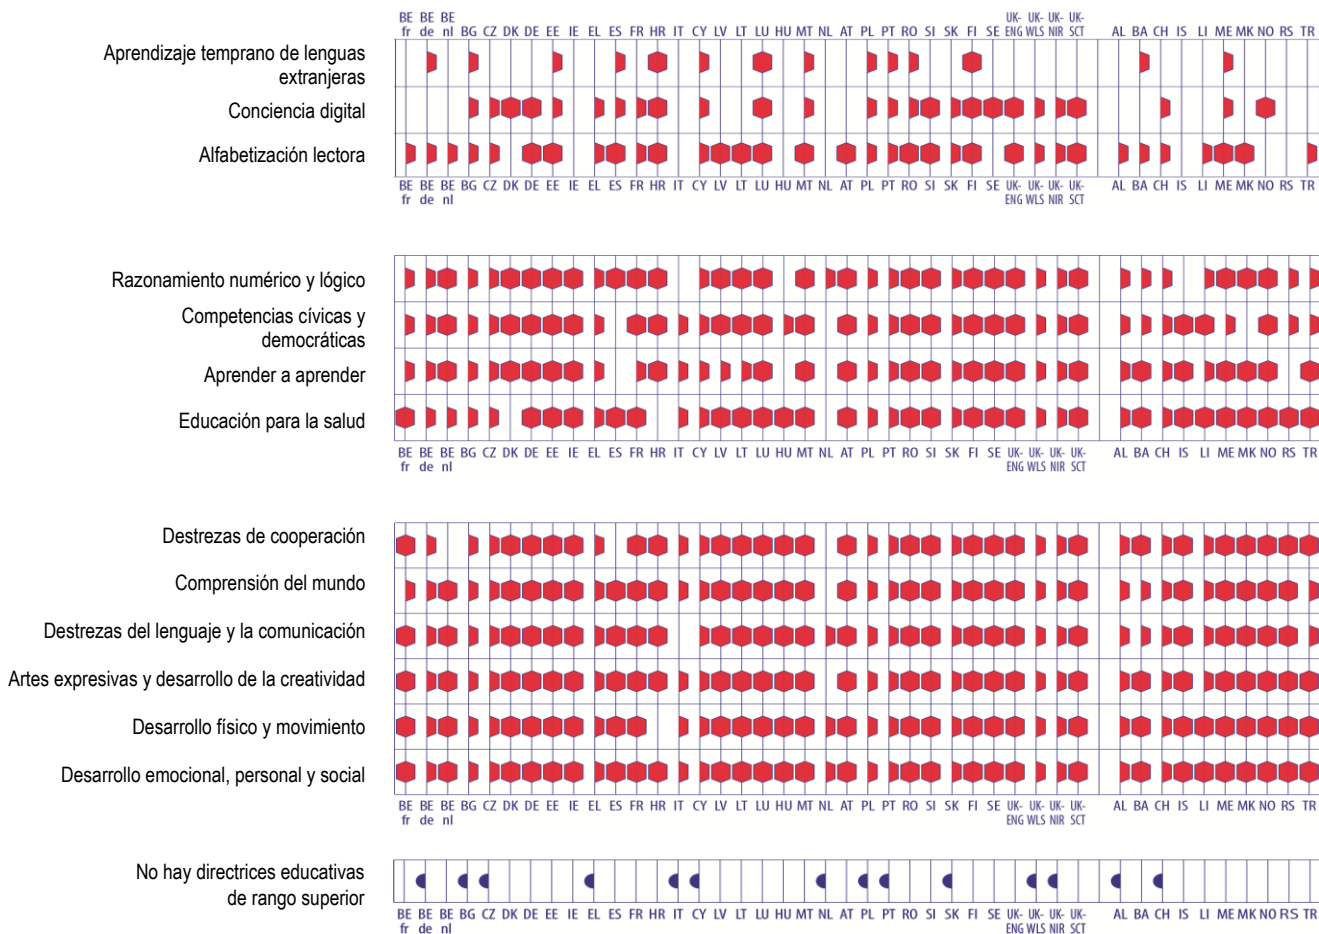 BE BE BE UK- UK- UK- UK-
fr de nl BG CZ DK DE EE IE EL ES FR HR IT CY LV LT LU HU MT NL AT PL PT RO SI SK FI SE ENG WLS NIR SCT AL BA CH IS LI ME MK NO RS TR
Aprendizaje temprano de lenguas
extranjeras
Conciencia digital
Alfabetización lectora
BE BE BE BG CZ DK DE EE IE EL ES FR HR IT CY LV LT LU HU MT NL AT PL PT RO SI SK FI SE UK- UK- UK- UK- AL BA CH IS LI ME MK NO RS TR
fr de nl ENG WLS NIR SCT
Razonamiento numérico y lógico
Competencias cívicas y
democráticas
Aprender a aprender
Educación para la salud
BE BE BE BG CZ DK DE EE IE EL ES FR HR IT CY LV LT LU HU MT NL AT PL PT RO SI SK FI SE UK- UK- UK- UK- AL BA CH IS LI ME MK NO RS TR
fr de nl ENG WLS NIR SCT
Destrezas de cooperación
Comprensión del mundo
Destrezas del lenguaje y la comunicación
Artes expresivas y desarrollo de la creatividad
Desarrollo físico y movimiento
Desarrollo emocional, personal y social
BE BE BE BG CZ DK DE EE IE EL ES FR HR IT CY LV LT LU HU MT NL AT PL PT RO SI SK FI SE UK- UK- UK- UK- AL BA CH IS LI ME MK NO RS TR
fr de nl ENG WLS NIR SCT
No hay directrices educativas
de rango superior
BE BE BE BG CZ DK DE EE IE EL ES FR HR IT CY LV LT LU HU MT NL AT PL PT RO SI SK FI SE UK- UK- UK- UK- AL BA CH IS LI ME MK NO RS TR
fr de nl ENG WLS NIR SCT